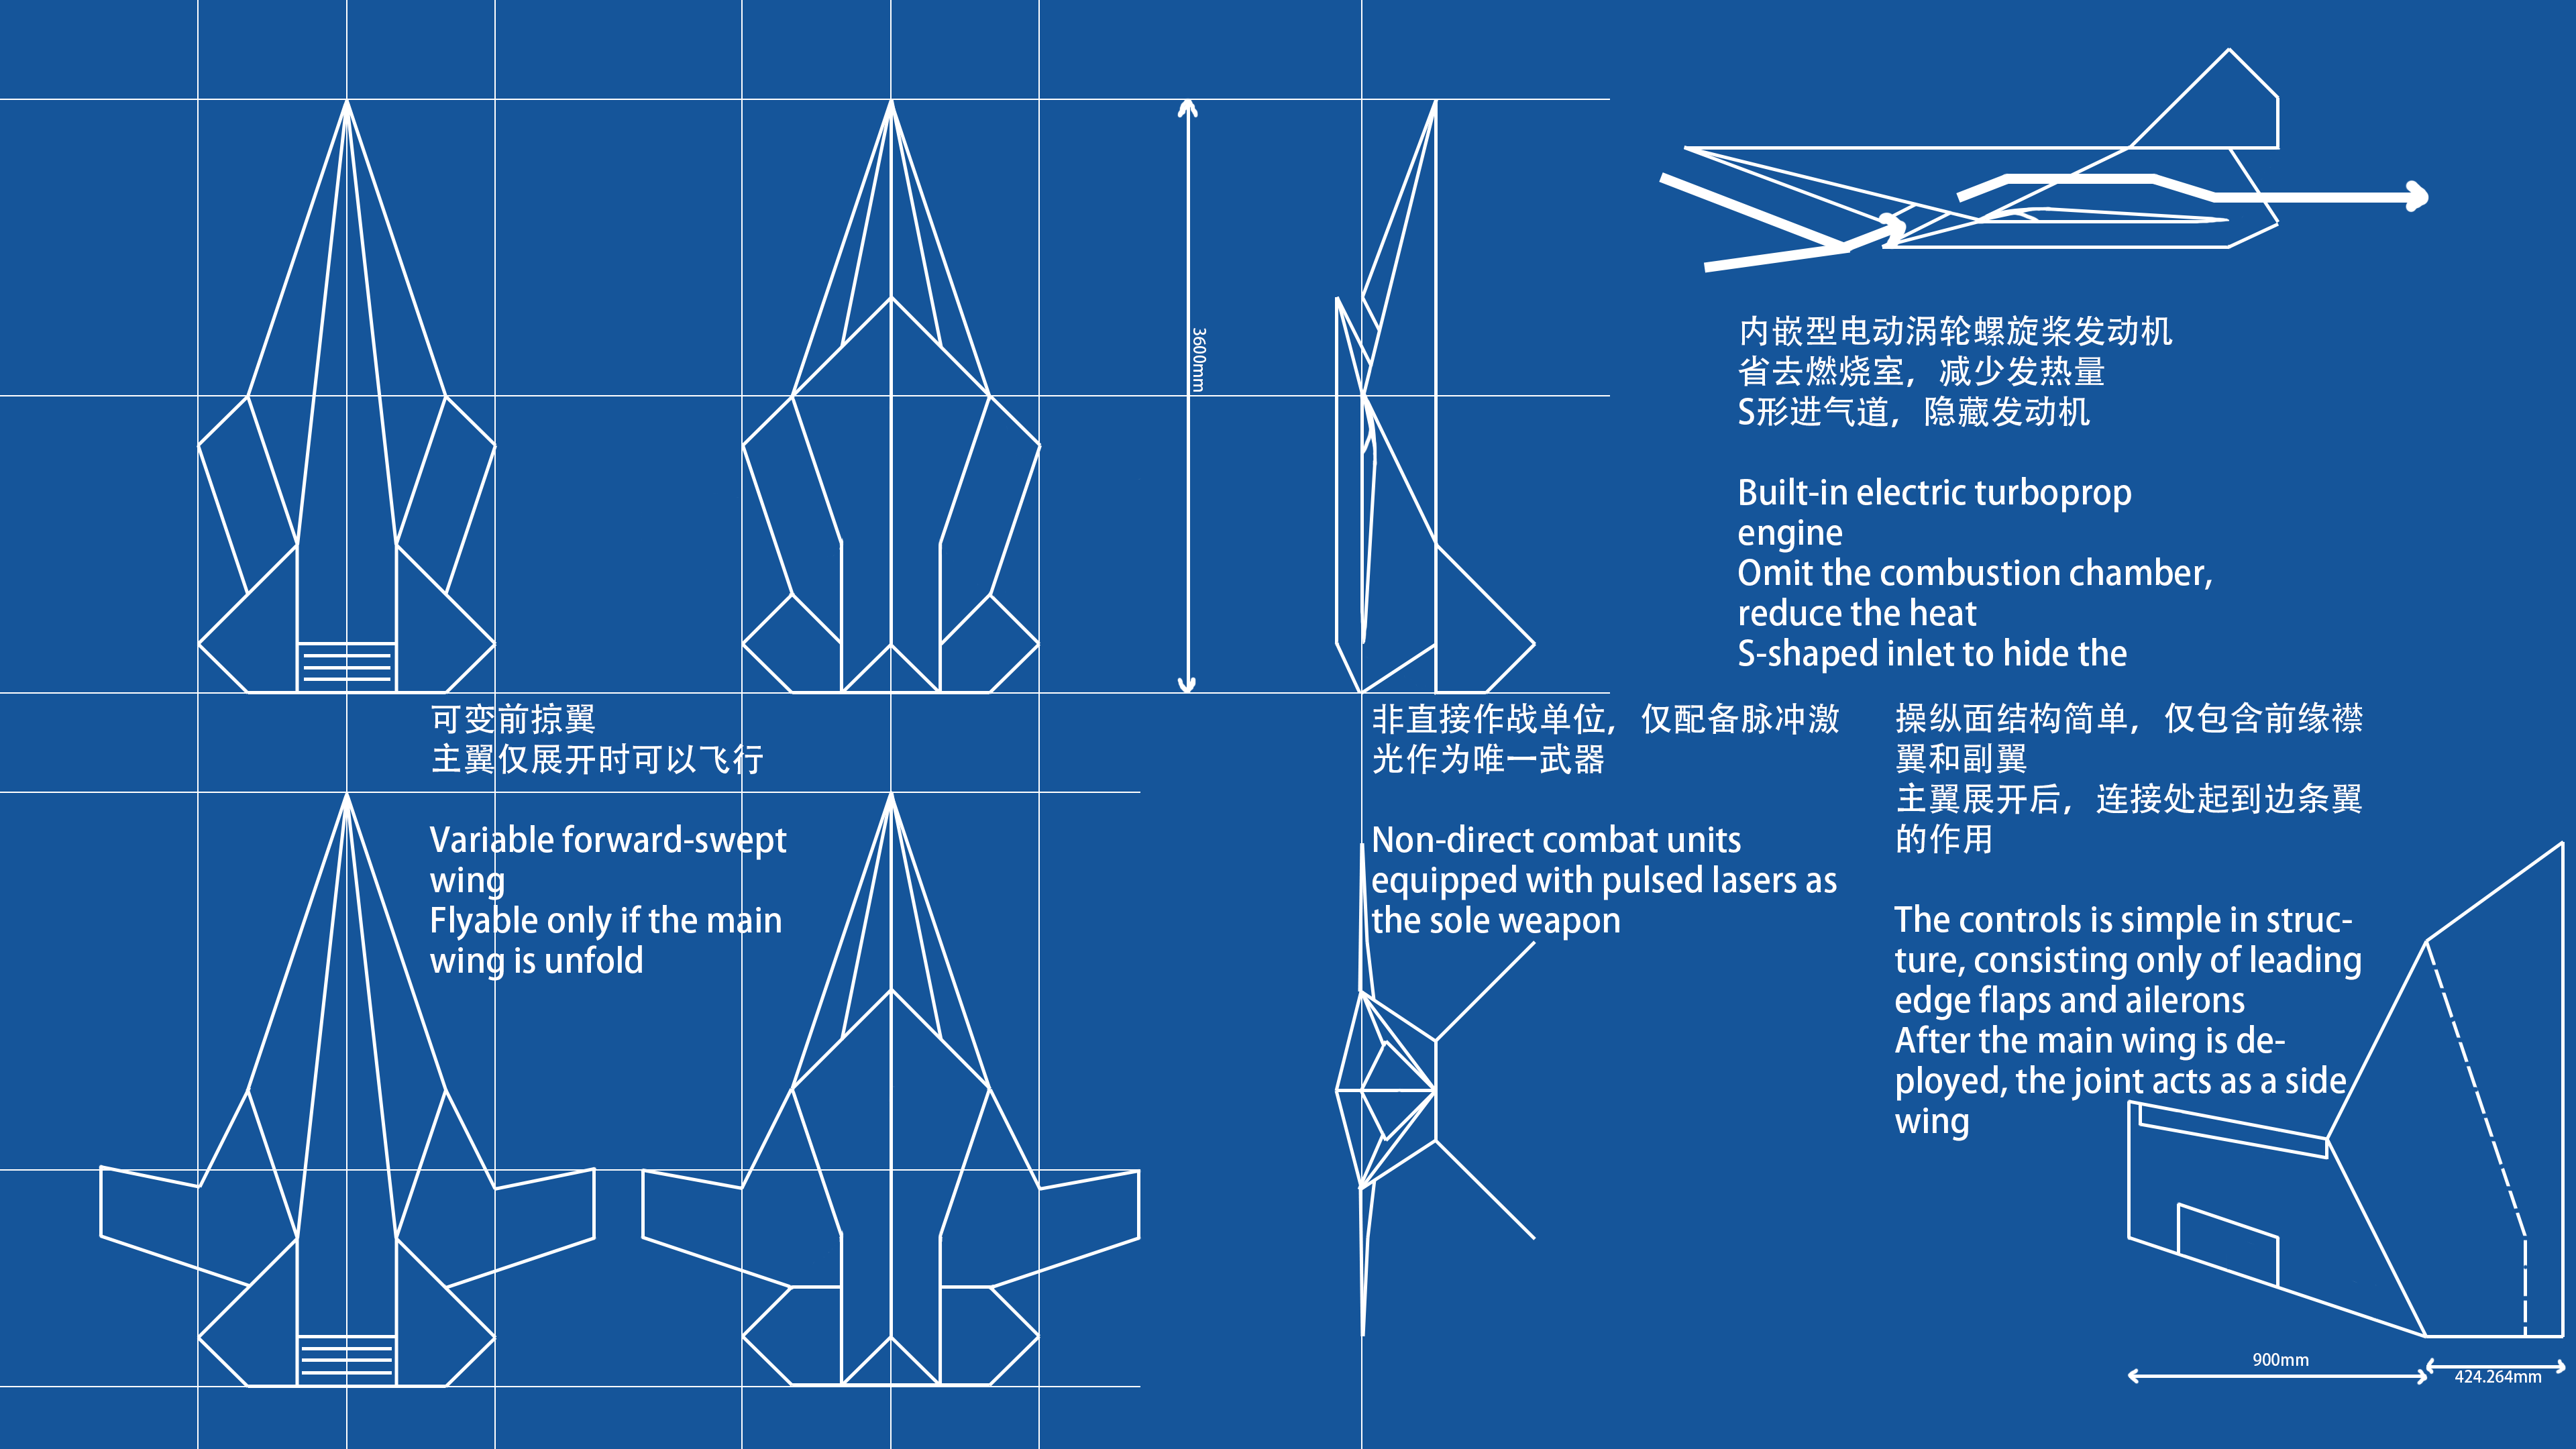 3600mm
内嵌型电动涡轮螺旋桨发动机
省去燃烧室，减少发热量
S形进气道，隐藏发动机
Built-in electric turboprop
engine
Omit the combustion chamber,
reduce the heat
S-shaped inlet to hide the
可变前掠翼
主翼仅展开时可以飞行
Variable forward-swept
wing
Flyable only if the main
wing is unfold
非直接作战单位，仅配备脉冲激
光作为唯一武器
Non-direct combat units
equipped with pulsed lasers as
the sole weapon
操纵面结构简单，仅包含前缘襟
翼和副翼
主翼展开后，连接处起到边条翼
的作用
The controls is simple in struc-
ture, consisting only of leading
edge flaps and ailerons
After the main wing is de-
ployed, the joint acts as a side
wing
900mm
424.264mm